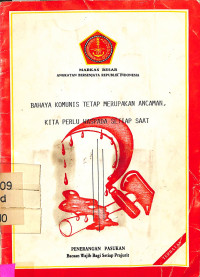 MARKAS BESAR
ANGKATAN BERSENJATA REPUBLIK INDONESIA
BAHAYA KOMUNIS TETAP MERUPAKAN ANCAMAN,
KITA PERLU WASPADA SETIAP SAAT
09
d
NO
PENERANGAN PASUKAN
Bacaan Wajib Bagi Setiap Prajurit